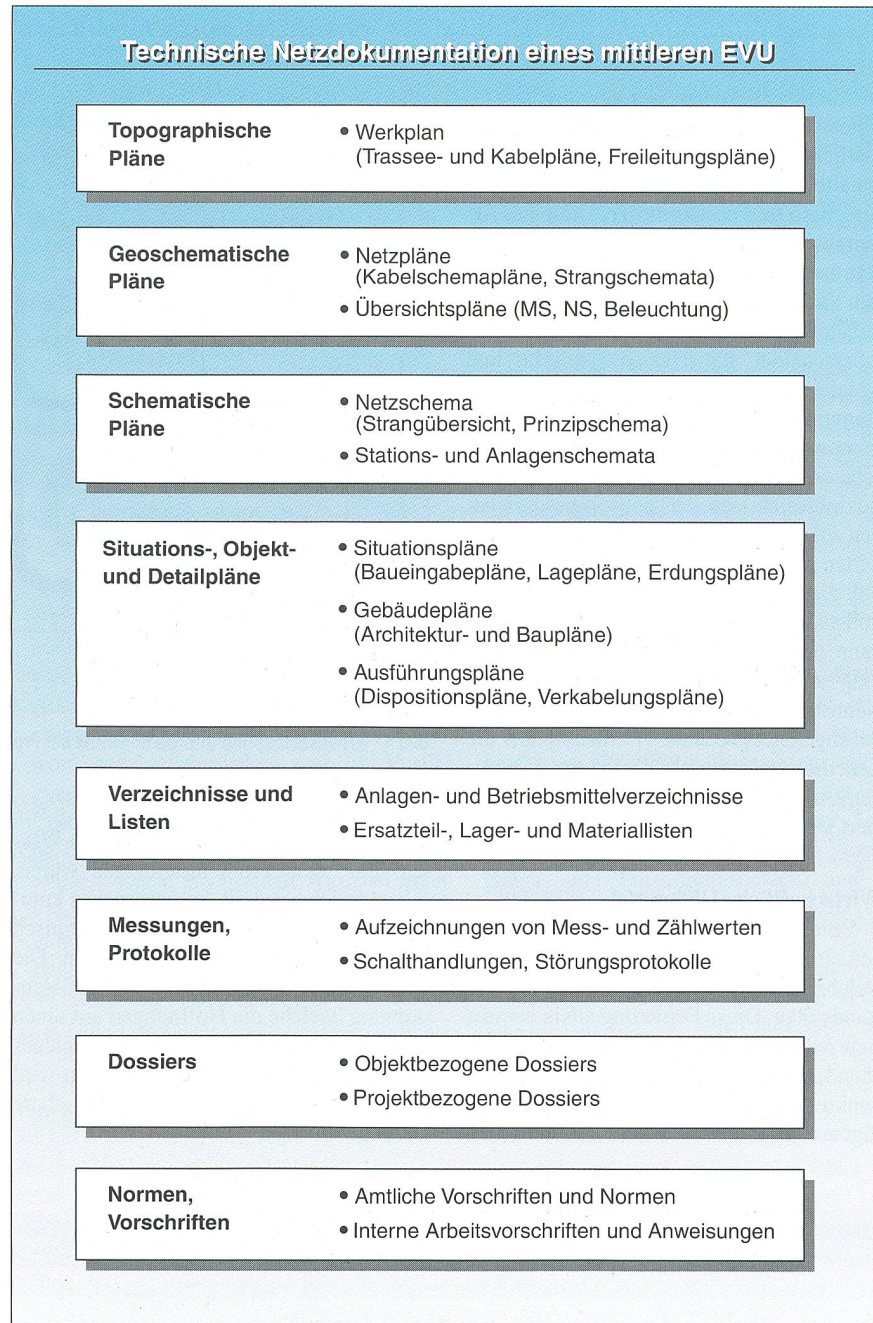 Technische Netzdokumentation eines mittleren EVU
Topographische
Pläne
• Werkplan
(Trassee- und Kabelpläne, Freileitungspläne)
Geoschematische
Pläne
• Netzpläne
(Kabelschemapläne, Strangschemata)
• Übersichtspläne (MS, NS, Beleuchtung)
Schematische
Pläne
• Netzschema
(Strangübersicht, Prinzipschema)
• Stations- und Anlagenschemata
Situations-, Objekt-
und Detailpläne
• Situationspläne
(Baueingabepläne, Lagepläne, Erdungspläne)
• Gebäudepläne
(Architektur- und Baupläne)
• Ausführungspläne
(Dispositionspläne, Verkabelungspläne)
Verzeichnisse und
Listen
• Anlagen- und Betriebsmittelverzeichnisse
• Ersatzteil-, Lager- und Materiallisten
Messungen,
Protokolle
• Aufzeichnungen von Mess- und Zählwerten
• Schalthandlungen, Störungsprotokolle
Dossiers
• Objektbezogene Dossiers
• Projektbezogene Dossiers
Normen,
Vorschriften
• Amtliche Vorschriften und Normen
• Interne Arbeitsvorschriften und Anweisungen